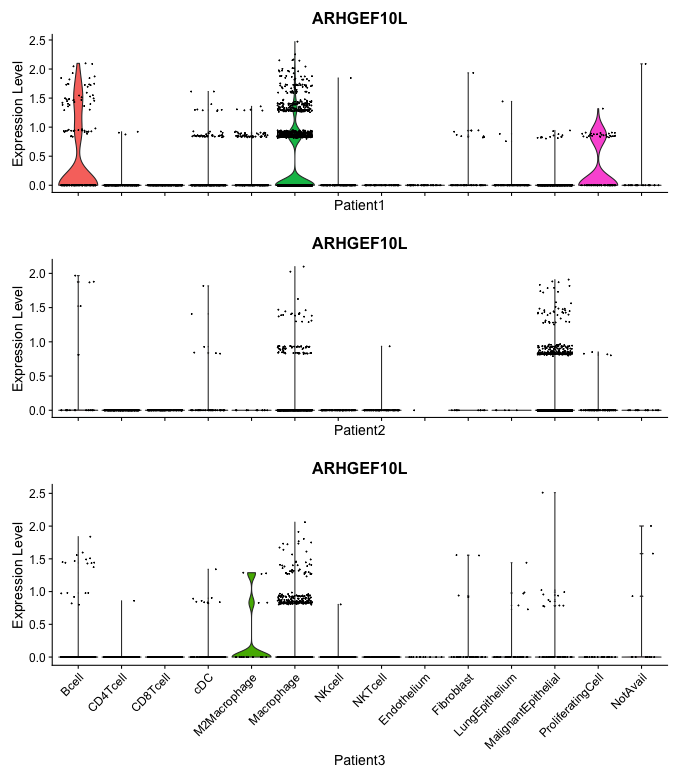 ARHGEF10L
Expression Level
2.5
2.0
1.5
1.0
0.5
0.0
Patient1
ARHGEF10L
Expression Level
2.0
1.5
1.0
0.5
0.0
Patient2
ARHGEF10L
Expression Level
2.5
2.0
1.5
1.0
0.5
0.0
Bcell
CD4Tcell
CD8Tcell
cDC
M2Macrophage
Macrophage
NKcell
NKTcell
Endothelium
Fibroblast
LungEpithelium
MalignantEpithelial
ProliferatingCell
NotAvail
Patient3